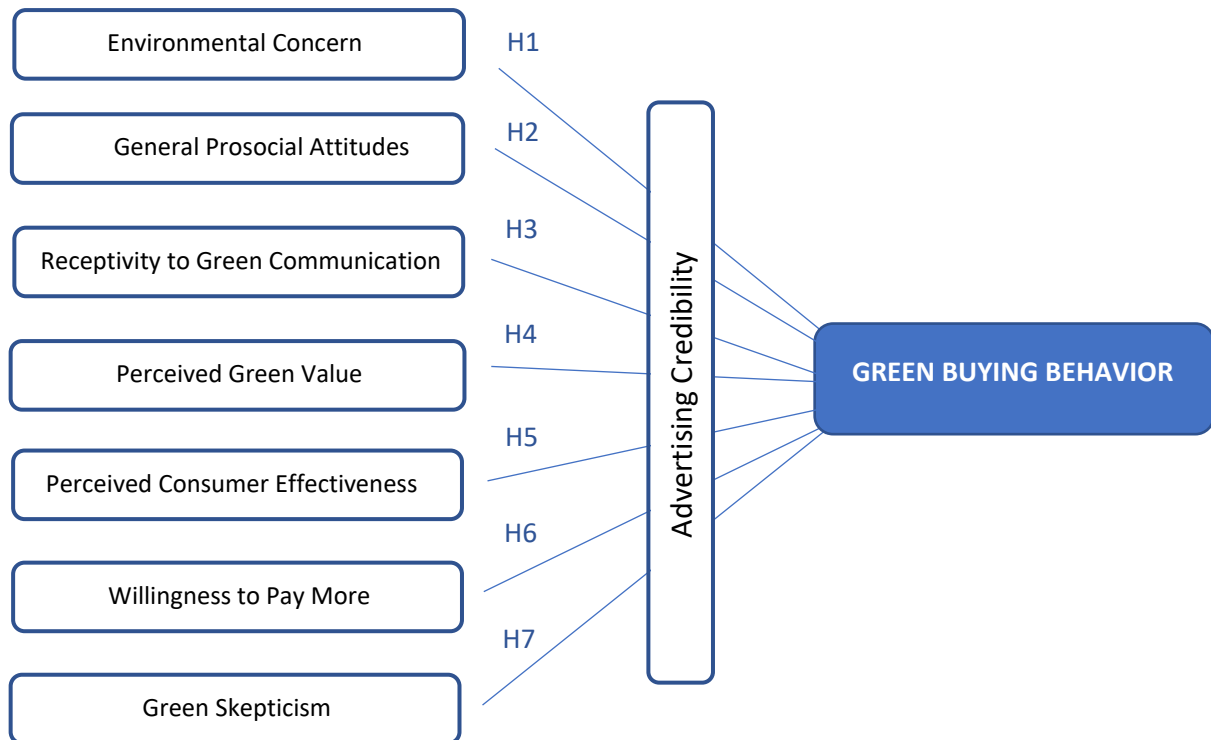 Environmental Concern
H1
General Prosocial Attitudes
H2
Receptivity to Green Communication
H3
Perceived Green Value
H4
Perceived Consumer Effectiveness
H5
Willingness to Pay More
H6
Green Skepticism
H7
Advertising Credibility
GREEN BUYING BEHAVIOR